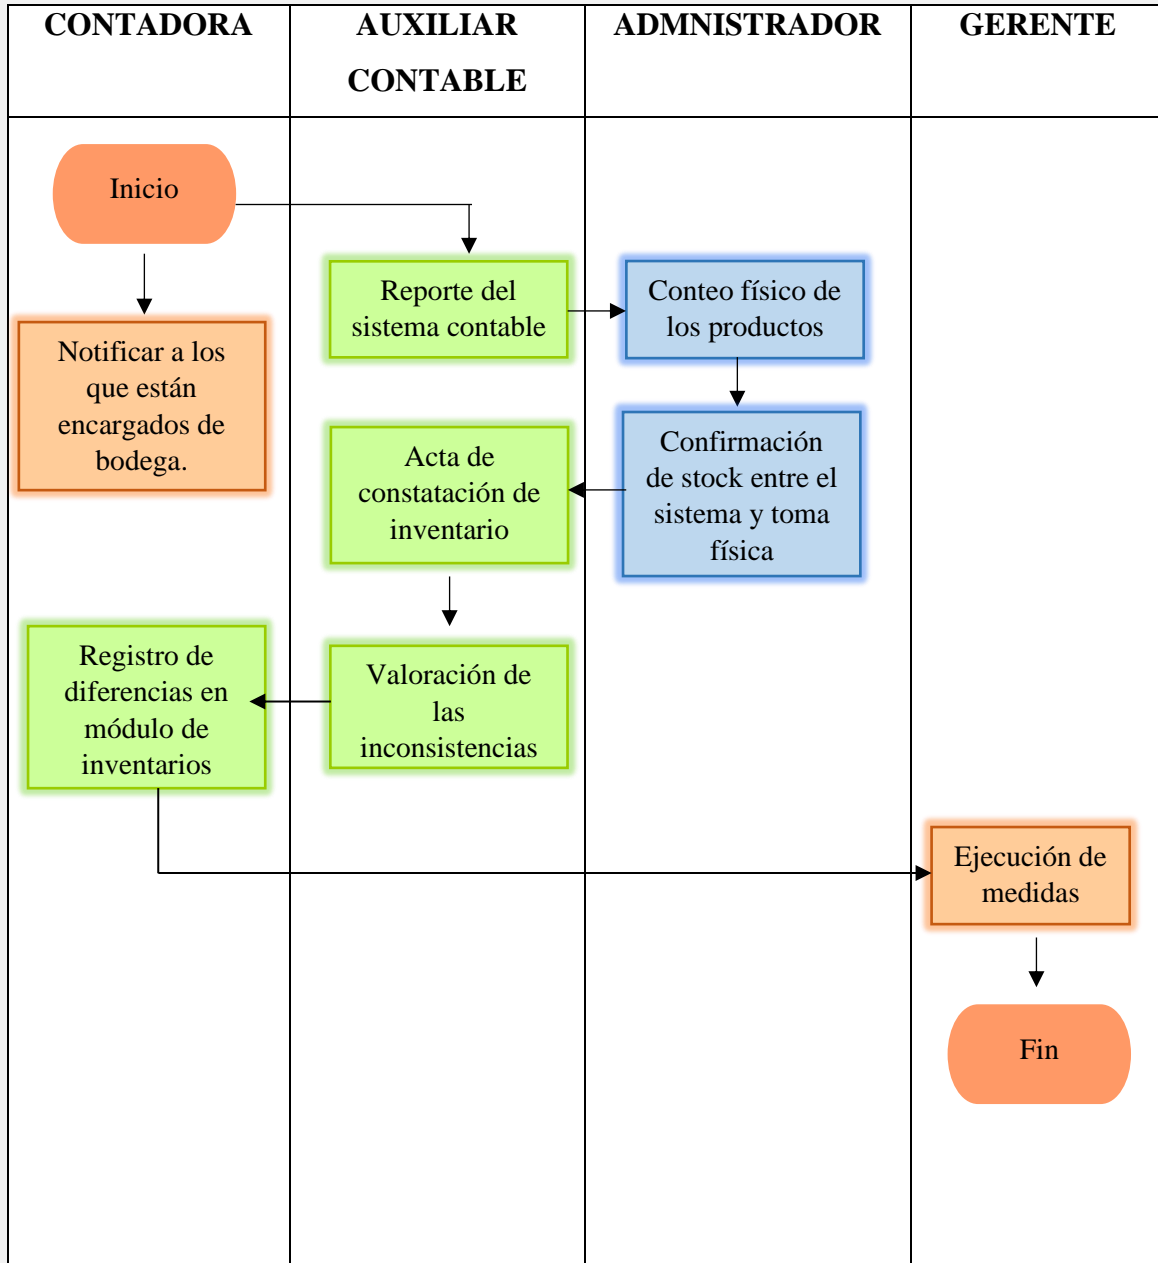 CONTADORA
AUXILIAR
CONTABLE
ADMNISTRADOR
GERENTE
Inicio
Reporte del
sistema contable
Conteo físico de
los productos
Notificar a los
que están
encargados de
bodega.
Acta de
constatación de
inventario
Confirmación
de stock entre el
sistema y toma
física
Registro de
diferencias en
módulo de
inventarios
Valoración de
las
inconsistencias
Ejecución de
medidas
Fin